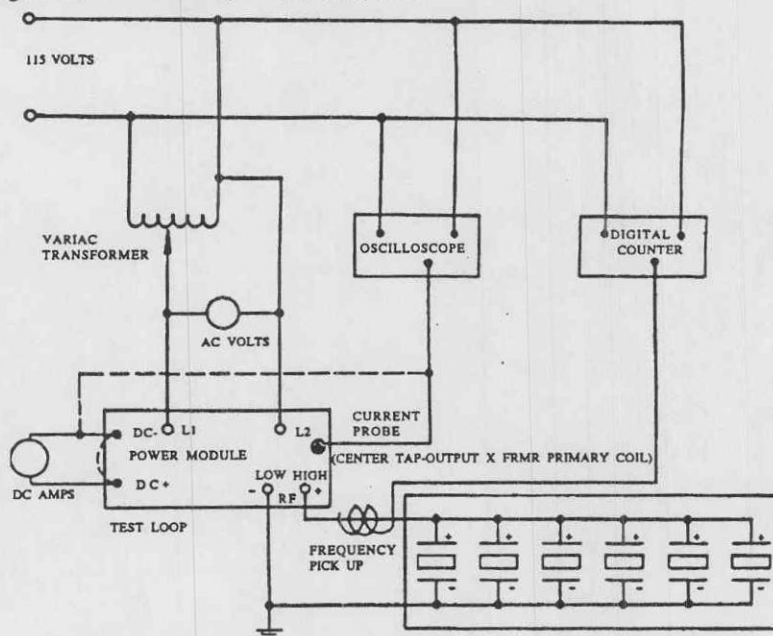 115 VOLTS
VARIAC
TRANSFORMER
OSCILLOSCOPE
DIGITAL
COUNTER
AC VOLTS
DC- L1 L2
POWER MODULE
DC+
DC AMPS
CURRENT
PROBE
(CENTER TAP-OUTPUT X FRMR PRIMARY COIL)
LOW HIGH
- RF +
TEST LOOP
FREQUENCY
PICK UP
+ + + + + +
- - - - - -